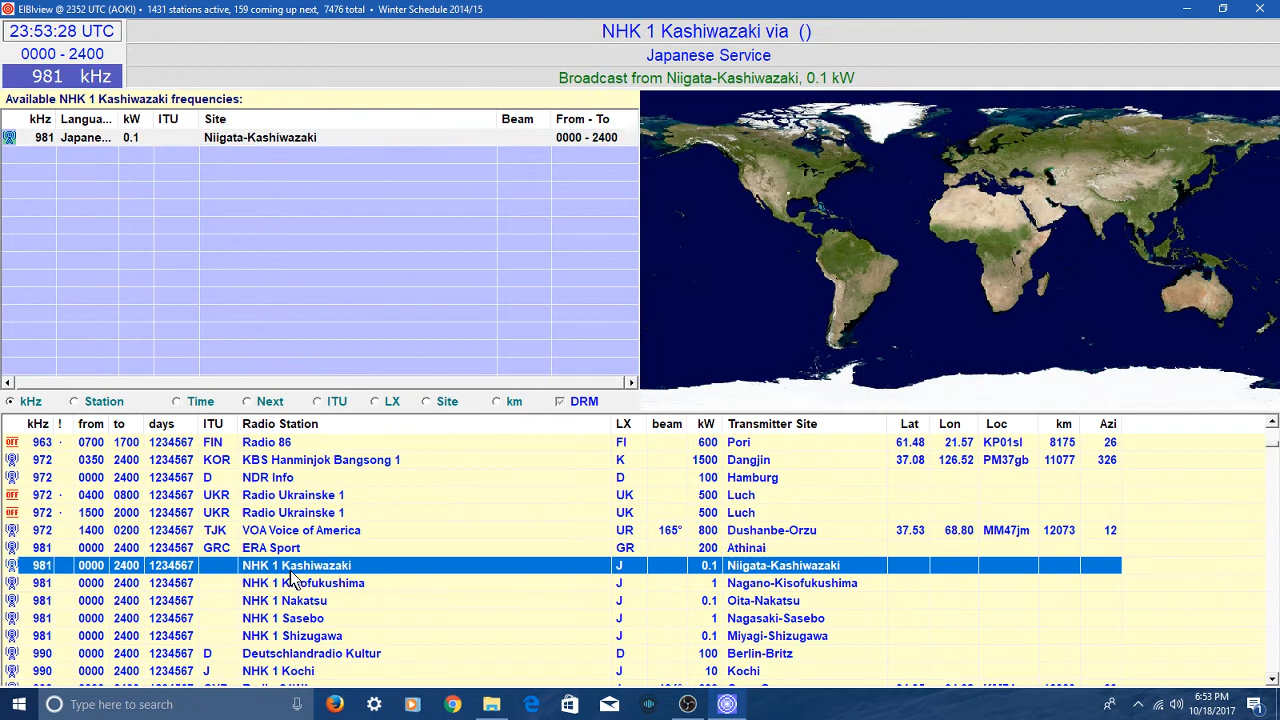 EIBIview @ 2352 UTC (AOKI) • 1431 stations active, 159 coming up next, 7476 total • Winter Schedule 2014/15
23:53:28 UTC
0000 - 2400
981 kHz
NHK 1 Kashiwazaki via ()
Japanese Service
Broadcast from Niigata-Kashiwazaki, 0.1 kW
Available NHK 1 Kashiwazaki frequencies:
kHz Langua... kW ITU Site Beam From - To
981 Japane... 0.1 Niigata-Kashiwazaki 0000 - 2400
kHz Station Time Next ITU LX Site km DRM
kHz ! from to days ITU Radio Station LX beam kW Transmitter Site Lat Lon Loc km Azi
OFF 963 · 0700 1700 1234567 FIN Radio 86 FI 600 Pori 61.48 21.57 KP01sl 8175 26
972 0350 2400 1234567 KOR KBS Hanminjok Bangsong 1 K 1500 Dangjin 37.08 126.52 PM37gb 11077 326
972 0000 2400 1234567 D NDR Info D 100 Hamburg
OFF 972 · 0400 0800 1234567 UKR Radio Ukrainske 1 UK 500 Luch
OFF 972 · 1500 2000 1234567 UKR Radio Ukrainske 1 UK 500 Luch
972 1400 0200 1234567 TJK VOA Voice of America UR 165° 800 Dushanbe-Orzu 37.53 68.80 MM47jm 12073 12
981 0000 2400 1234567 GRC ERA Sport GR 200 Athinai
981 0000 2400 1234567 NHK 1 Kashiwazaki J 0.1 Niigata-Kashiwazaki
981 0000 2400 1234567 NHK 1 Kisofukushima J 1 Nagano-Kisofukushima
981 0000 2400 1234567 NHK 1 Nakatsu J 0.1 Oita-Nakatsu
981 0000 2400 1234567 NHK 1 Sasebo J 1 Nagasaki-Sasebo
981 0000 2400 1234567 NHK 1 Shizugawa J 0.1 Miyagi-Shizugawa
990 0000 2400 1234567 D Deutschlandradio Kultur D 100 Berlin-Britz
990 0000 2400 1234567 J NHK 1 Kochi J 10 Kochi
Type here to search
6:53 PM
10/18/2017